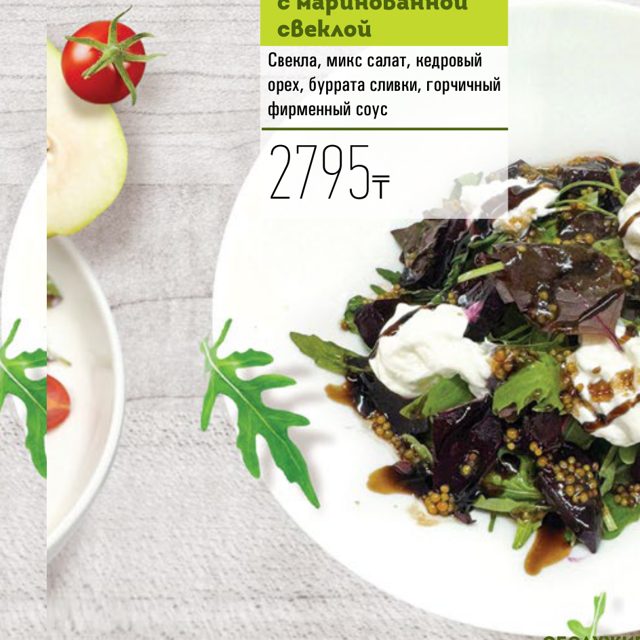 с маринованной
свеклой
Свекла, микс салат, кедровый
орех, буррата сливки, горчичный
фирменный соус
2795₸